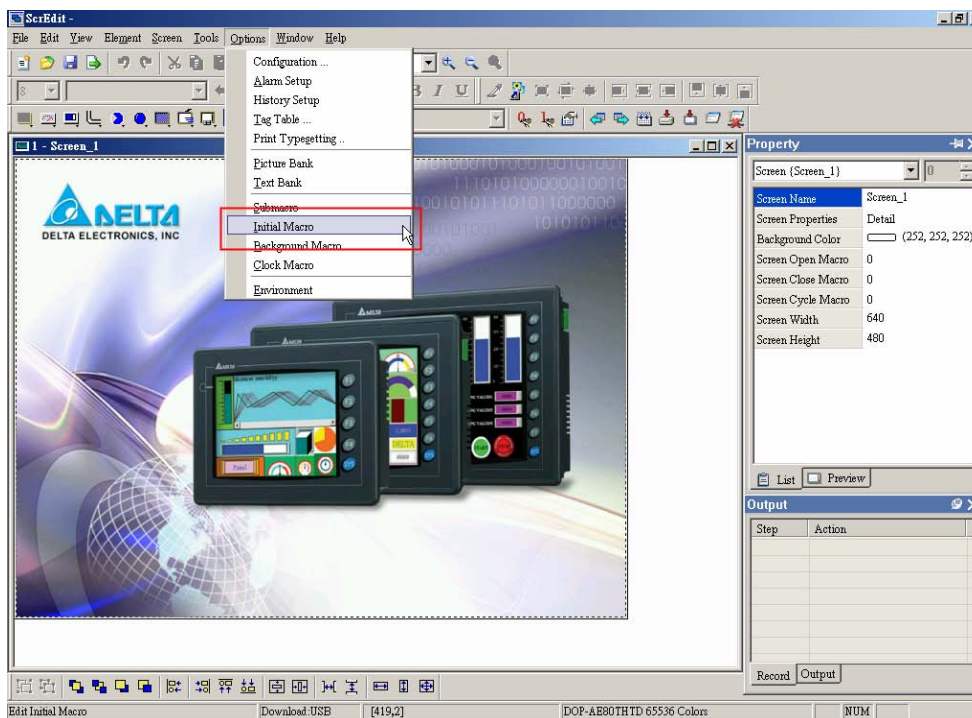 ScrEdit -
File Edit View Element Screen Tools Options Window Help
Configuration ...
Alarm Setup
History Setup
Tag Table ...
Print Typegetting ..
Picture Bank
Text Bank
Submacro
Initial Macro
Background Macro
Clock Macro
Environment
8
B I U
1 - Screen_1
DELTA
DELTA ELECTRONICS, INC
Property
Screen {Screen_1}
0
Screen Name Screen_1
Screen Properties Detail
Background Color (252, 252, 252)
Screen Open Macro 0
Screen Close Macro 0
Screen Cycle Macro 0
Screen Width 640
Screen Height 480
List Preview
Output
Step Action
Record Output
Edit Initial Macro Download:USB [419,2] DOP-AE80THTD 65536 Colors NUM